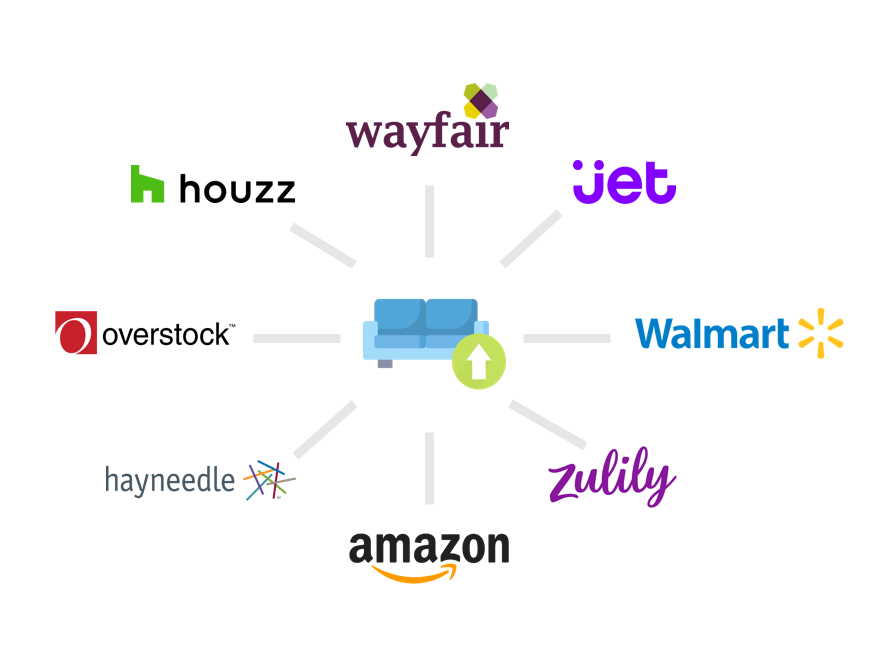 wayfair
houzz
jet
overstock™
Walmart
hayneedle
zulily
amazon